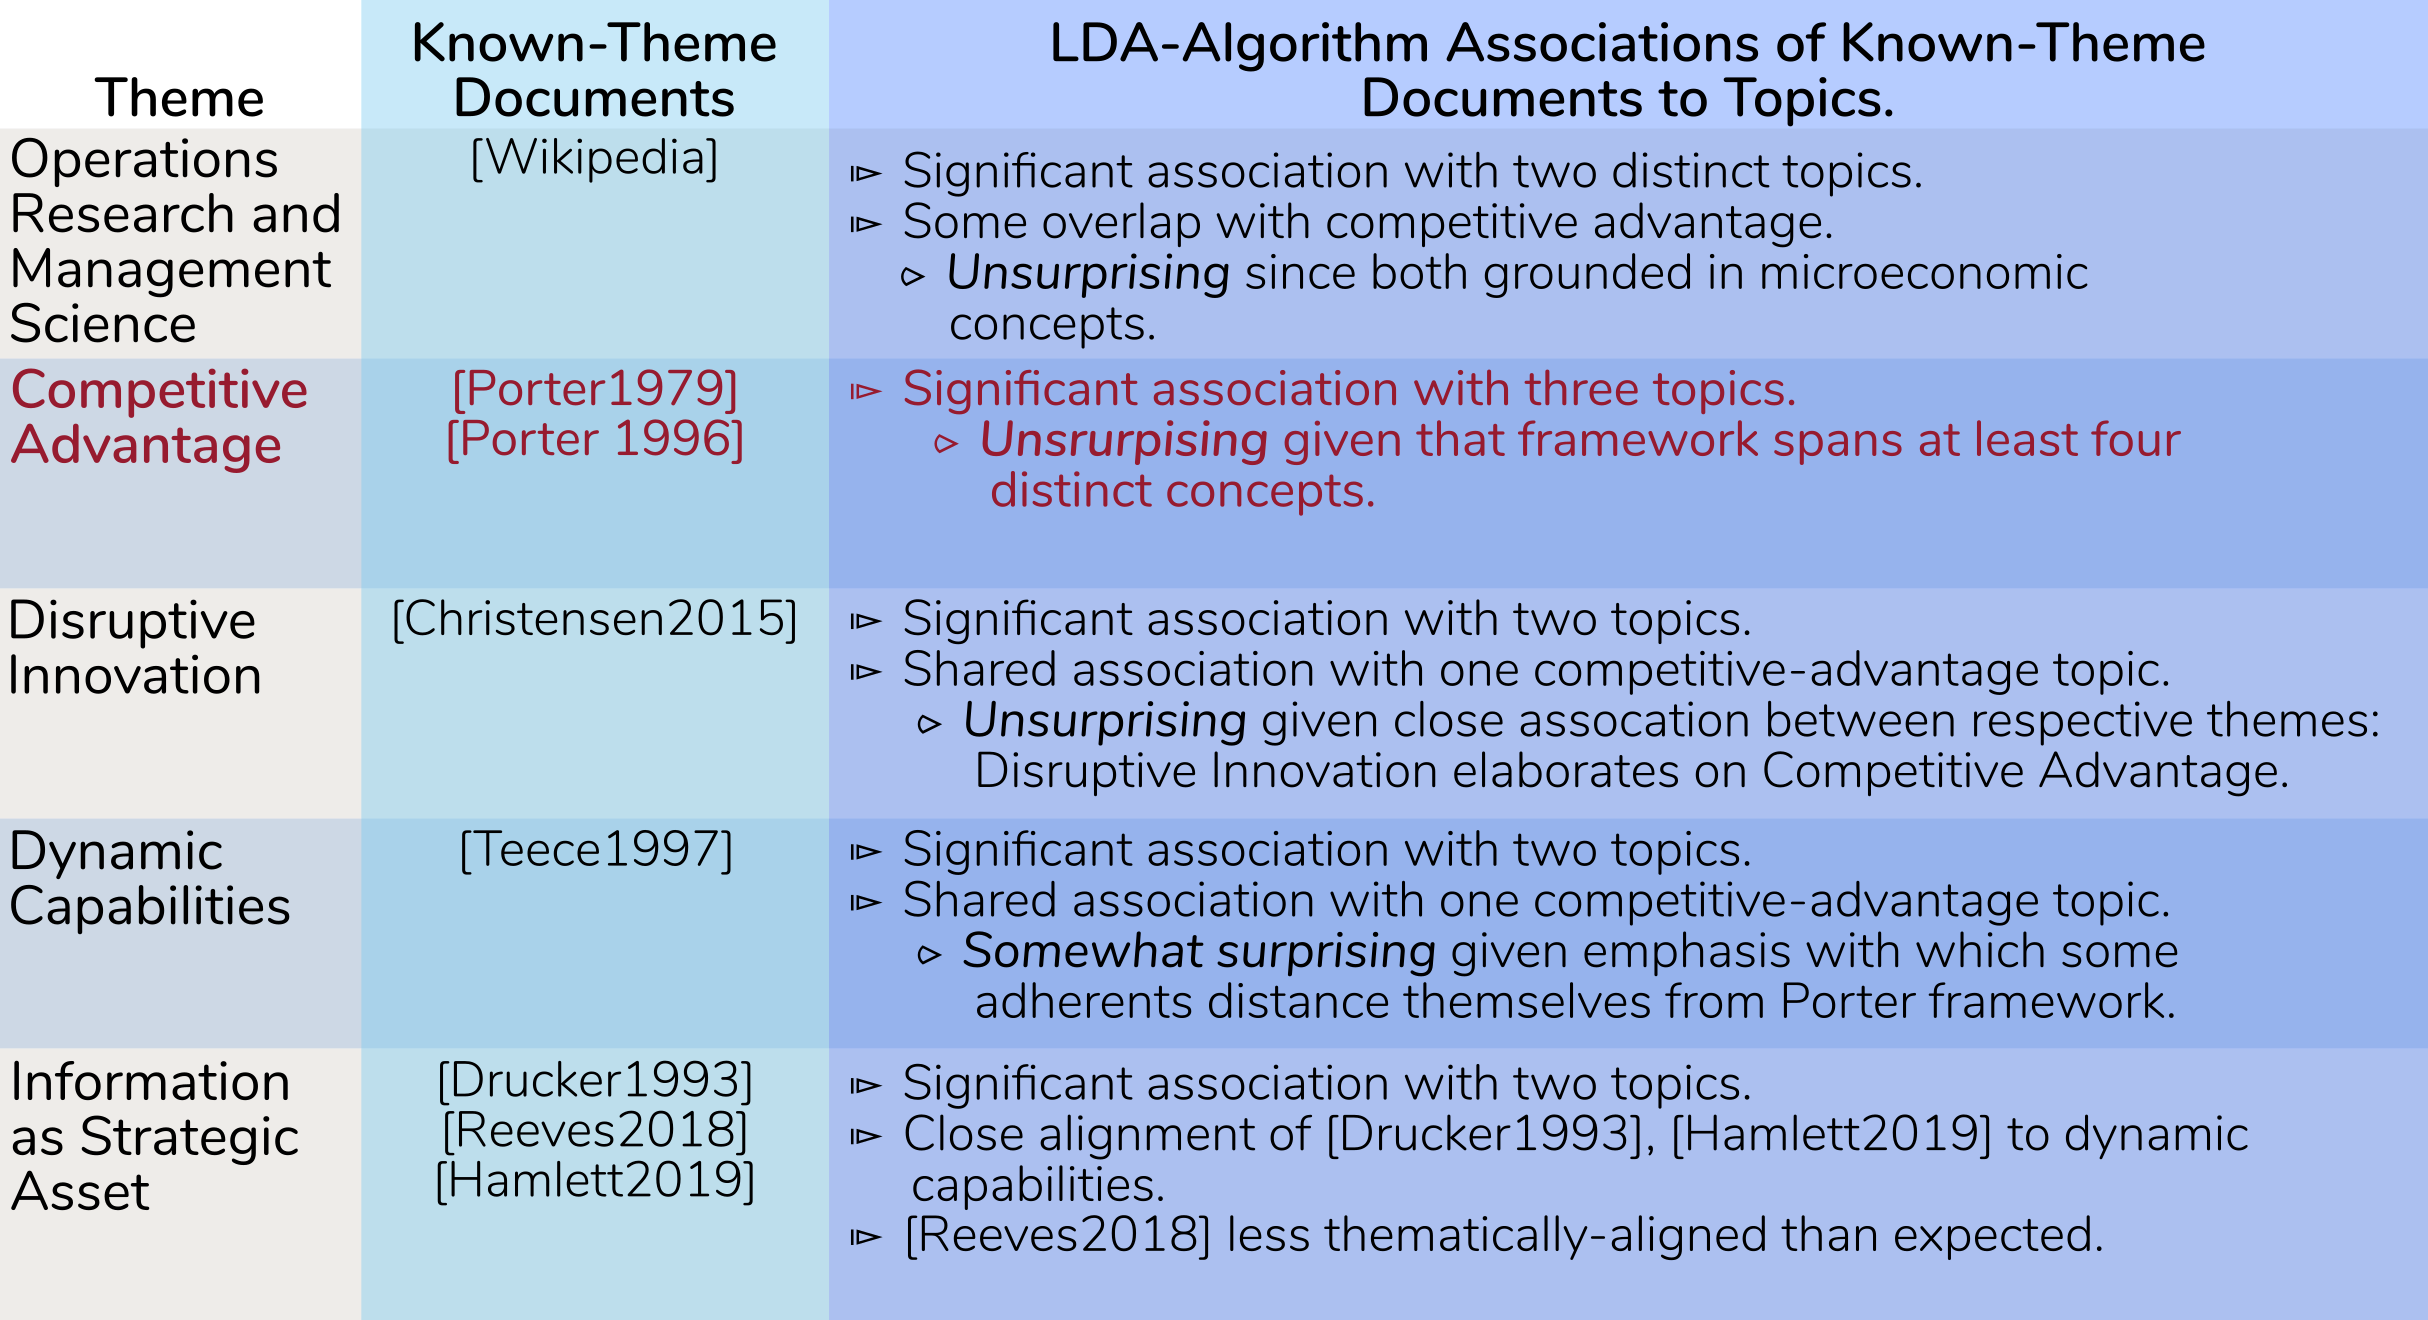 Theme
Known-Theme
Documents
LDA-Algorithm Associations of Known-Theme
Documents to Topics.
Operations
Research and
Management
Science
[Wikipedia]
⤠ Significant association with two distinct topics.
⤠ Some overlap with competitive advantage.
Unsurprising since both grounded in microeconomic
concepts.
Competitive
Advantage
[Porter1979]
[Porter 1996]
Significant association with three topics.
Unsrurpising given that framework spans at least four
distinct concepts.
Disruptive
Innovation
[Christensen2015]
Significant association with two topics.
Shared association with one competitive-advantage topic.
Unsurprising given close assocation between respective themes:
Disruptive Innovation elaborates on Competitive Advantage.
Dynamic
Capabilities
[Teece1997]
Significant association with two topics.
Shared association with one competitive-advantage topic.
Somewhat surprising given emphasis with which some
adherents distance themselves from Porter framework.
Information
as Strategic
Asset
[Drucker1993]
[Reeves2018]
[Hamlett2019]
Significant association with two topics.
Close alignment of [Drucker1993], [Hamlett2019] to dynamic
capabilities.
[Reeves2018] less thematically-aligned than expected.